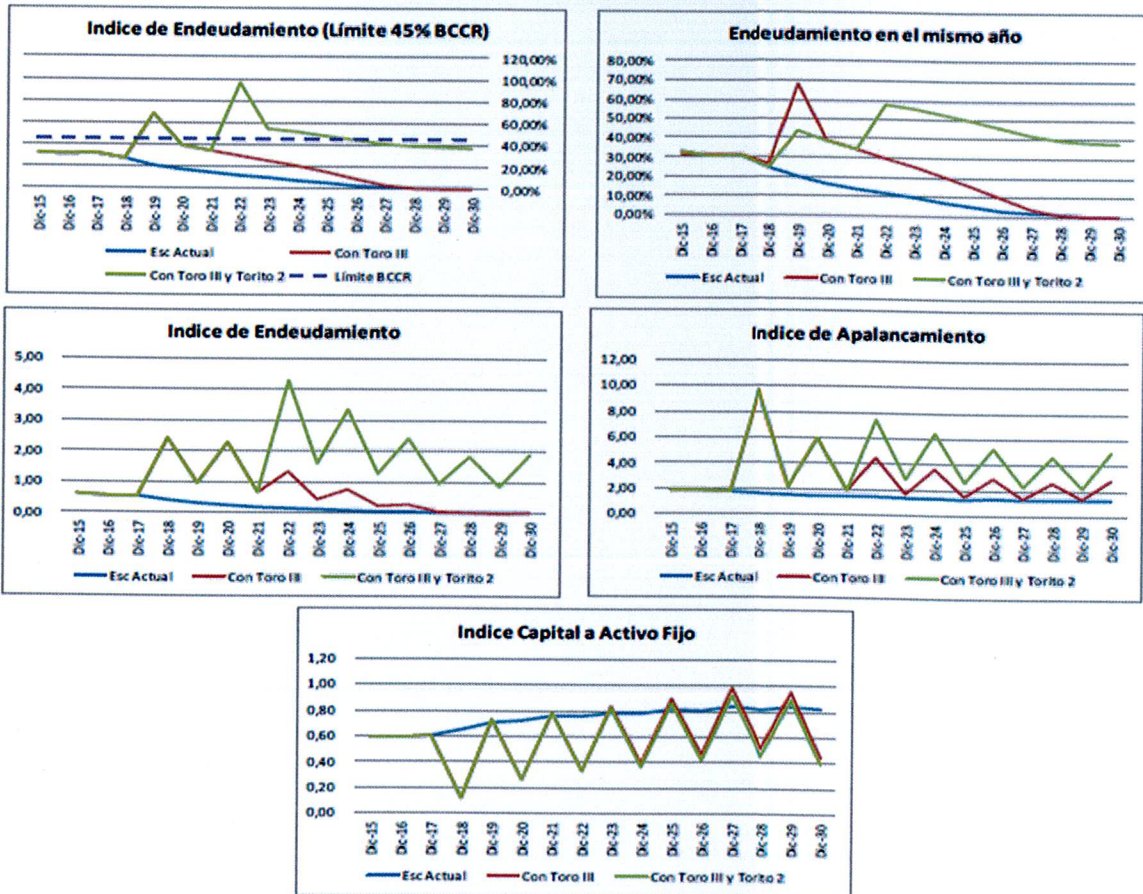 Indice de Endeudamiento (Límite 45% BCCR)
120,00%
100,00%
80,00%
60,00%
40,00%
20,00%
0,00%
Dic-15
Dic-16
Dic-17
Dic-18
Dic-19
Dic-20
Dic-21
Dic-22
Dic-23
Dic-24
Dic-25
Dic-26
Dic-27
Dic-28
Dic-29
Dic-30
Esc Actual
Con Toro III
Con Toro III y Torito 2
Límite BCCR
Endeudamiento en el mismo año
80,00%
70,00%
60,00%
50,00%
40,00%
30,00%
20,00%
10,00%
0,00%
Dic-15
Dic-16
Dic-17
Dic-18
Dic-19
Dic-20
Dic-21
Dic-22
Dic-23
Dic-24
Dic-25
Dic-26
Dic-27
Dic-28
Dic-29
Dic-30
Esc Actual
Con Toro III
Con Toro III y Torito 2
Indice de Endeudamiento
5,00
4,00
3,00
2,00
1,00
0,00
Dic-15
Dic-16
Dic-17
Dic-18
Dic-19
Dic-20
Dic-21
Dic-22
Dic-23
Dic-24
Dic-25
Dic-26
Dic-27
Dic-28
Dic-29
Dic-30
Esc Actual
Con Toro III
Con Toro III y Torito 2
Indice de Apalancamiento
12,00
10,00
8,00
6,00
4,00
2,00
0,00
Dic-15
Dic-16
Dic-17
Dic-18
Dic-19
Dic-20
Dic-21
Dic-22
Dic-23
Dic-24
Dic-25
Dic-26
Dic-27
Dic-28
Dic-29
Dic-30
Esc Actual
Con Toro III
Con Toro III y Torito 2
Indice Capital a Activo Fijo
1,20
1,00
0,80
0,60
0,40
0,20
0,00
Dic-15
Dic-16
Dic-17
Dic-18
Dic-19
Dic-20
Dic-21
Dic-22
Dic-23
Dic-24
Dic-25
Dic-26
Dic-27
Dic-28
Dic-29
Dic-30
Esc Actual
Con Toro III
Con Toro III y Torito 2